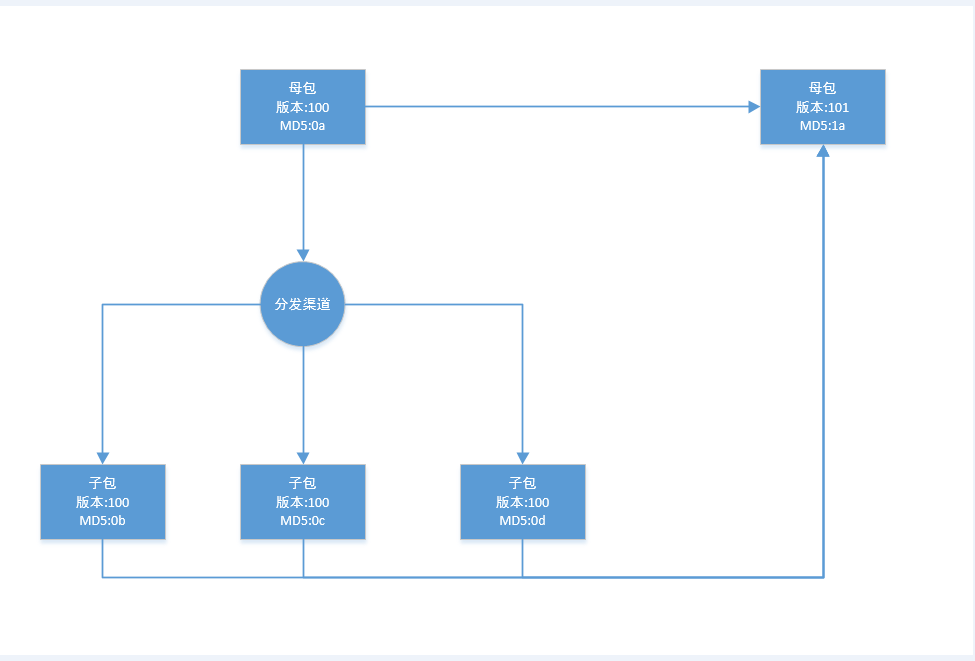 母包
版本:100
MD5:0a
母包
版本:101
MD5:1a
分发渠道
子包
版本:100
MD5:0b
子包
版本:100
MD5:0c
子包
版本:100
MD5:0d